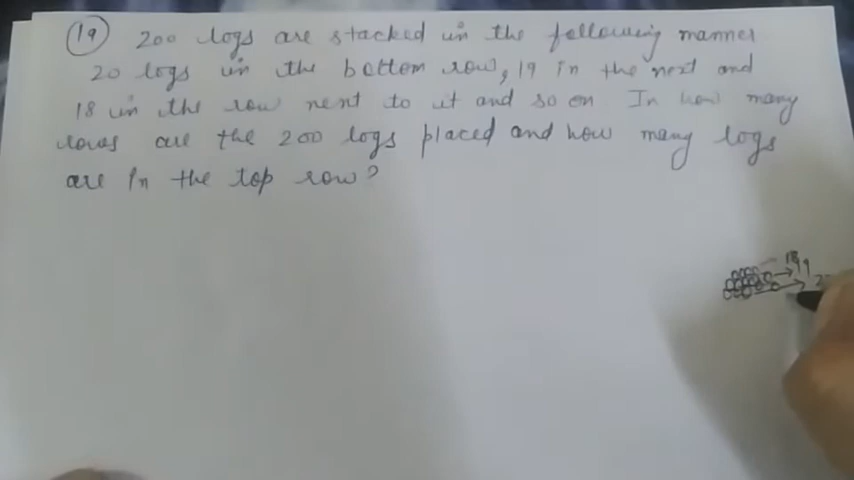 19 200 logs are stacked in the following manner
20 logs in the bottom row, 19 in the next and
18 in the row next to it and so on In how many
rows are the 200 logs placed and how many logs
are in the top row?
18
19